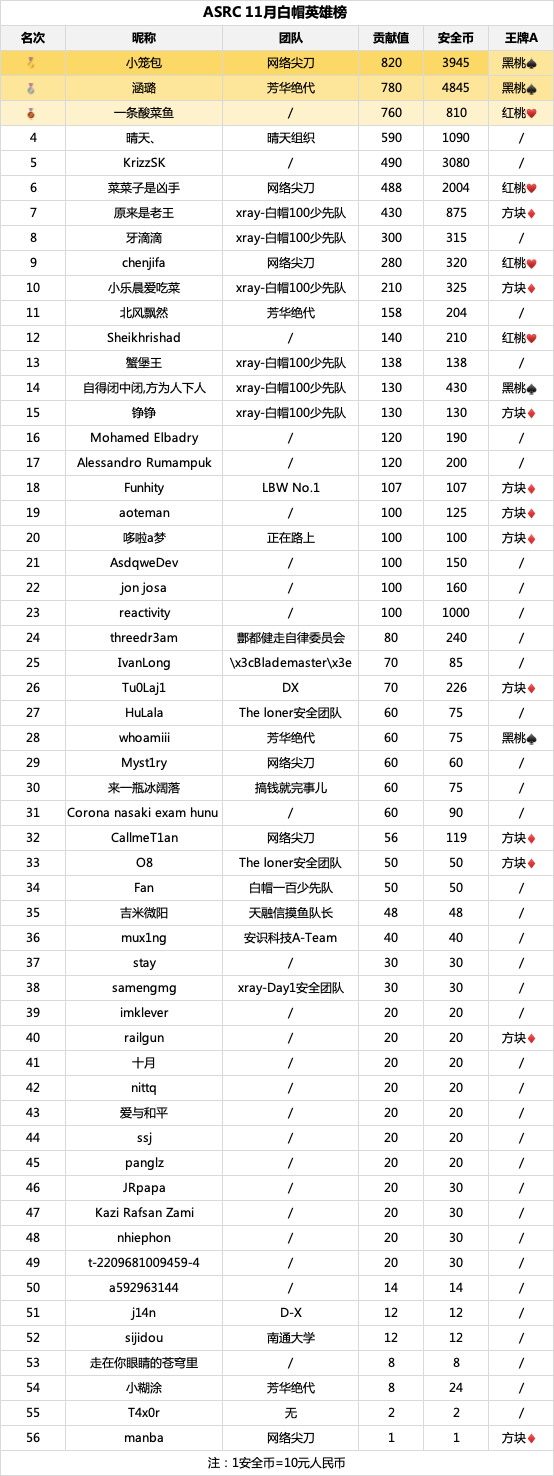 ASRC 11月白帽英雄榜
名次 昵称 团队 贡献值 安全币 王牌A
小笼包 网络尖刀 820 3945 黑桃♠
涵璐 芳华绝代 780 4845 黑桃♠
一条酸菜鱼 / 760 810 红桃♥
4 晴天、 晴天组织 590 1090 /
5 KrizzSK / 490 3080 /
6 菜菜子是凶手 网络尖刀 488 2004 红桃♥
7 原来是老王 xray-白帽100少先队 430 875 方块♦
8 牙滴滴 xray-白帽100少先队 300 315 /
9 chenjifa 网络尖刀 280 320 红桃♥
10 小乐晨爱吃菜 xray-白帽100少先队 210 325 方块♦
11 北风飘然 芳华绝代 158 204 /
12 Sheikhrishad / 140 210 红桃♥
13 蟹堡王 xray-白帽100少先队 138 138 /
14 自得闭中闭,方为人下人 xray-白帽100少先队 130 430 黑桃♠
15 铮铮 xray-白帽100少先队 130 130 方块♦
16 Mohamed Elbadry / 120 190 /
17 Alessandro Rumampuk / 120 200 /
18 Funhity LBW No.1 107 107 方块♦
19 aoteman / 100 125 方块♦
20 哆啦a梦 正在路上 100 100 方块♦
21 AsdqweDev / 100 150 /
22 jon josa / 100 160 /
23 reactivity / 100 1000 /
24 threedr3am 酆都健走自律委员会 80 240 /
25 IvanLong \x3cBlademaster\x3e 70 85 /
26 Tu0Laj1 DX 70 226 方块♦
27 HuLala The loner安全团队 60 75 /
28 whoamiii 芳华绝代 60 75 黑桃♠
29 Myst1ry 网络尖刀 60 60 /
30 来一瓶冰阔落 搞钱就完事儿 60 75 /
31 Corona nasaki exam hunu / 60 90 /
32 CallmeT1an 网络尖刀 56 119 方块♦
33 O8 The loner安全团队 50 50 方块♦
34 Fan 白帽一百少先队 50 50 /
35 吉米微阳 天融信摸鱼队长 48 48 /
36 mux1ng 安识科技A-Team 40 40 /
37 stay / 30 30 /
38 samengmg xray-Day1安全团队 30 30 /
39 imklever / 20 20 /
40 railgun / 20 20 方块♦
41 十月 / 20 20 /
42 nittq / 20 20 /
43 爱与和平 / 20 20 /
44 ssj / 20 20 /
45 panglz / 20 20 /
46 JRpapa / 20 30 /
47 Kazi Rafsan Zami / 20 30 /
48 nhiephon / 20 30 /
49 t-2209681009459-4 / 20 30 /
50 a592963144 / 14 14 /
51 j14n D-X 12 12 /
52 sijidou 南通大学 12 12 /
53 走在你眼睛的苍穹里 / 8 8 /
54 小糊涂 芳华绝代 8 24 /
55 T4x0r 无 2 2 /
56 manba 网络尖刀 1 1 方块♦
注：1安全币=10元人民币